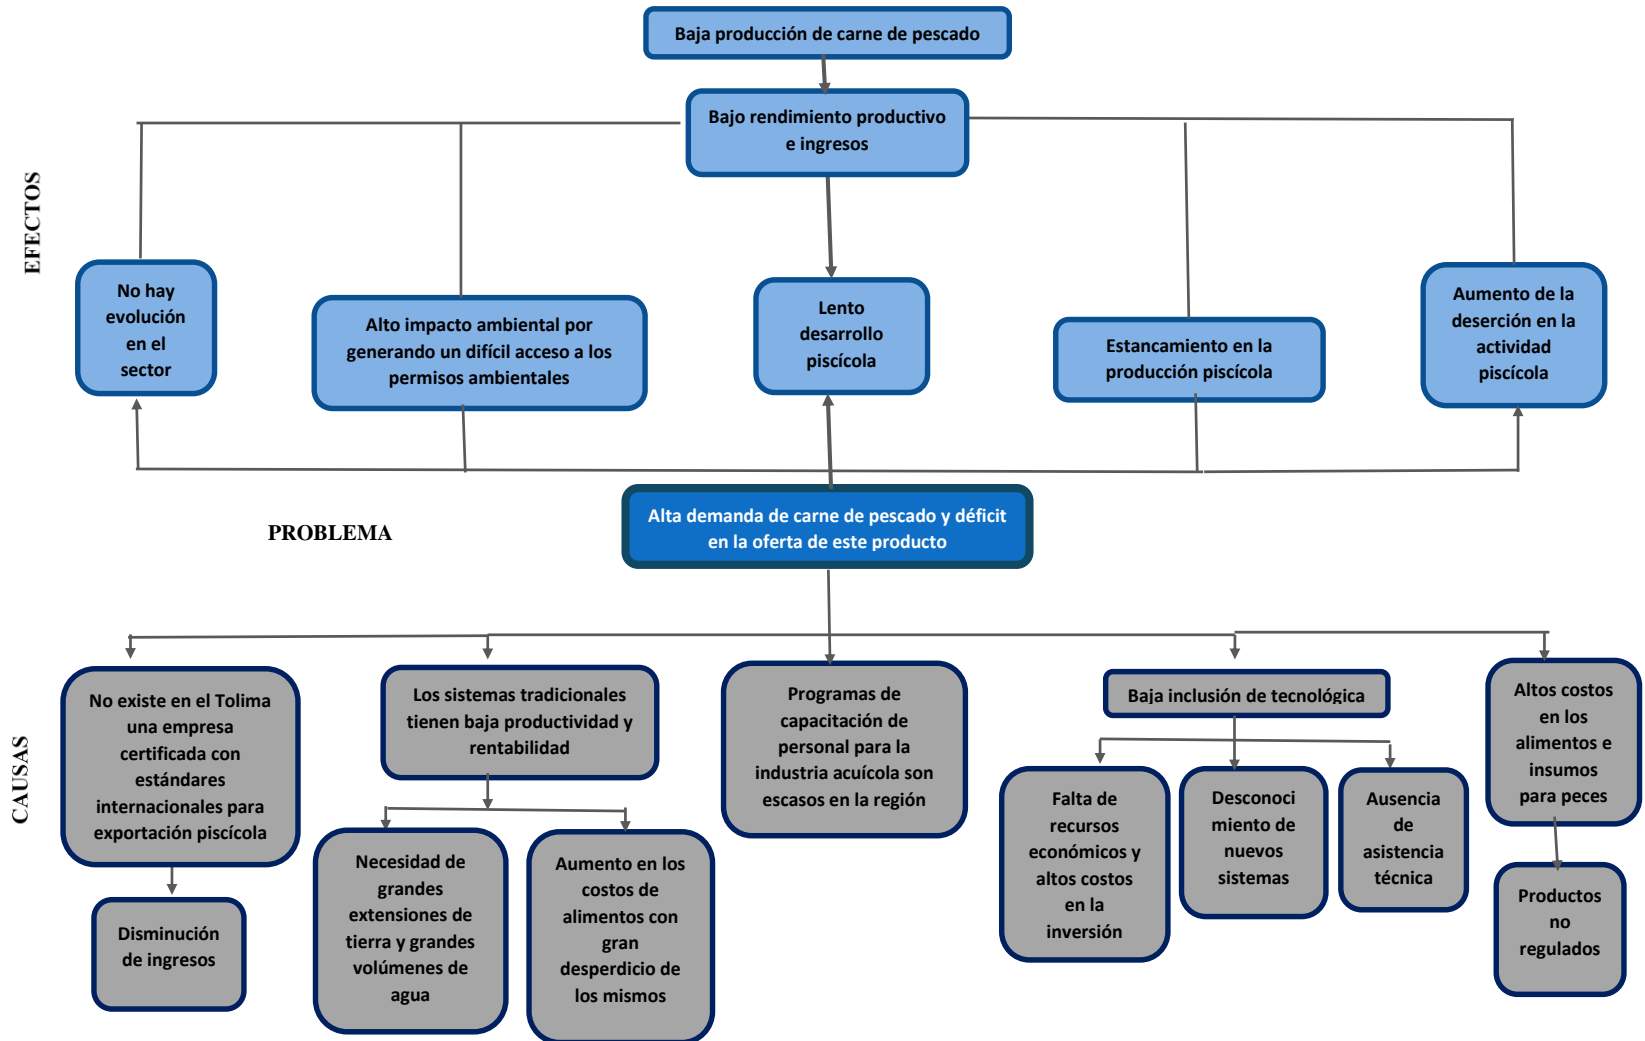 Baja producción de carne de pescado
Bajo rendimiento productivo
e ingresos
EFECTOS
No hay
evolución
en el
sector
Alto impacto ambiental por
generando un difícil acceso a los
permisos ambientales
Lento
desarrollo
piscícola
Estancamiento en la
producción piscícola
Aumento de la
deserción en la
actividad
piscícola
PROBLEMA
Alta demanda de carne de pescado y déficit
en la oferta de este producto
CAUSAS
No existe en el Tolima
una empresa
certificada con
estándares
internacionales para
exportación piscícola
Los sistemas tradicionales
tienen baja productividad y
rentabilidad
Programas de
capacitación de
personal para la
industria acuícola son
escasos en la región
Baja inclusión de tecnológica
Altos costos
en los
alimentos e
insumos
para peces
Disminución
de ingresos
Necesidad de
grandes
extensiones de
tierra y grandes
volúmenes de
agua
Aumento en los
costos de
alimentos con
gran
desperdicio de
los mismos
Falta de
recursos
económicos y
altos costos
en la
inversión
Desconoci
miento de
nuevos
sistemas
Ausencia
de
asistencia
técnica
Productos
no
regulados